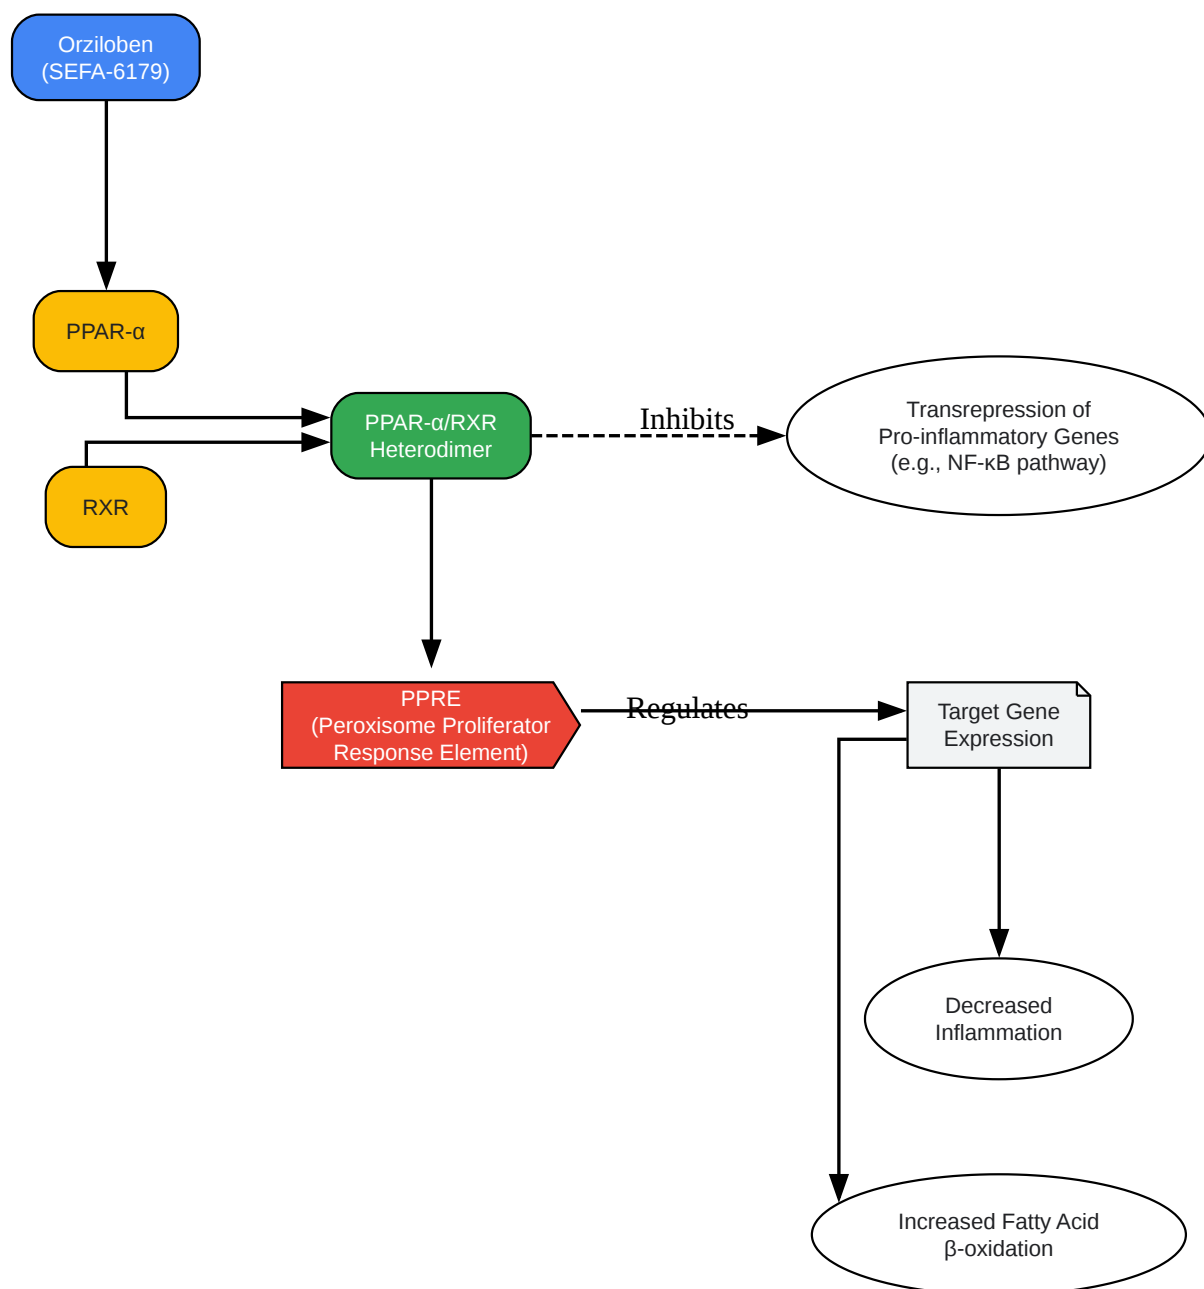 Orziloben
(SEFA-6179)
PPAR-α
RXR
PPAR-α/RXR
Heterodimer
Inhibits
Transrepression of
Pro-inflammatory Genes
(e.g., NF-κB pathway)
PPRE
(Peroxisome Proliferator
Response Element)
Regulates
Target Gene
Expression
Decreased
Inflammation
Increased Fatty Acid
β-oxidation